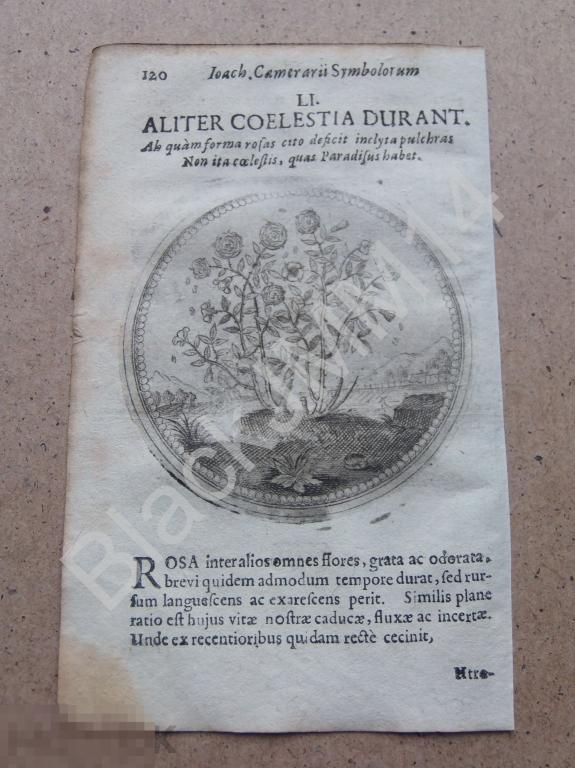 120 Ioach. Camerarii Symbolorum
LI.
ALITER COELESTIA DURANT.
Ah quàm forma rosas cito deficit inclyta pulchras
Non ita cœlestis, quas Paradisus habet.
ROSA inter alios omnes flores, grata ac odorata,
brevi quidem admodum tempore durat, sed rur-
sum languescens ac exarescens perit. Similis plane
ratio est hujus vitæ nostræ caducæ, fluxæ ac incertæ.
Unde ex recentioribus quidam rectè cecinit,